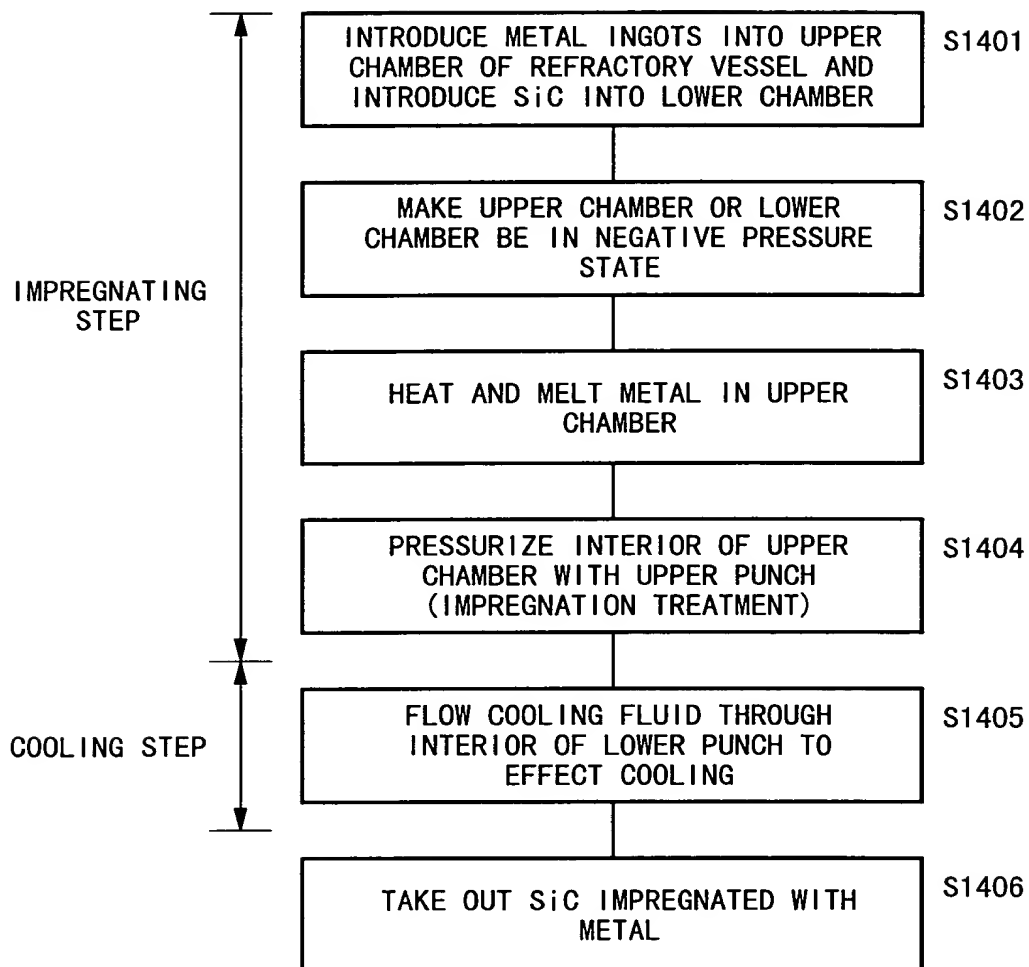 INTRODUCE METAL INGOTS INTO UPPER
CHAMBER OF REFRACTORY VESSEL AND
INTRODUCE SiC INTO LOWER CHAMBER
S1401
MAKE UPPER CHAMBER OR LOWER
CHAMBER BE IN NEGATIVE PRESSURE
STATE
S1402
IMPREGNATING
STEP
HEAT AND MELT METAL IN UPPER
CHAMBER
S1403
PRESSURIZE INTERIOR OF UPPER
CHAMBER WITH UPPER PUNCH
(IMPREGNATION TREATMENT)
S1404
COOLING STEP
FLOW COOLING FLUID THROUGH
INTERIOR OF LOWER PUNCH TO
EFFECT COOLING
S1405
TAKE OUT SiC IMPREGNATED WITH
METAL
S1406